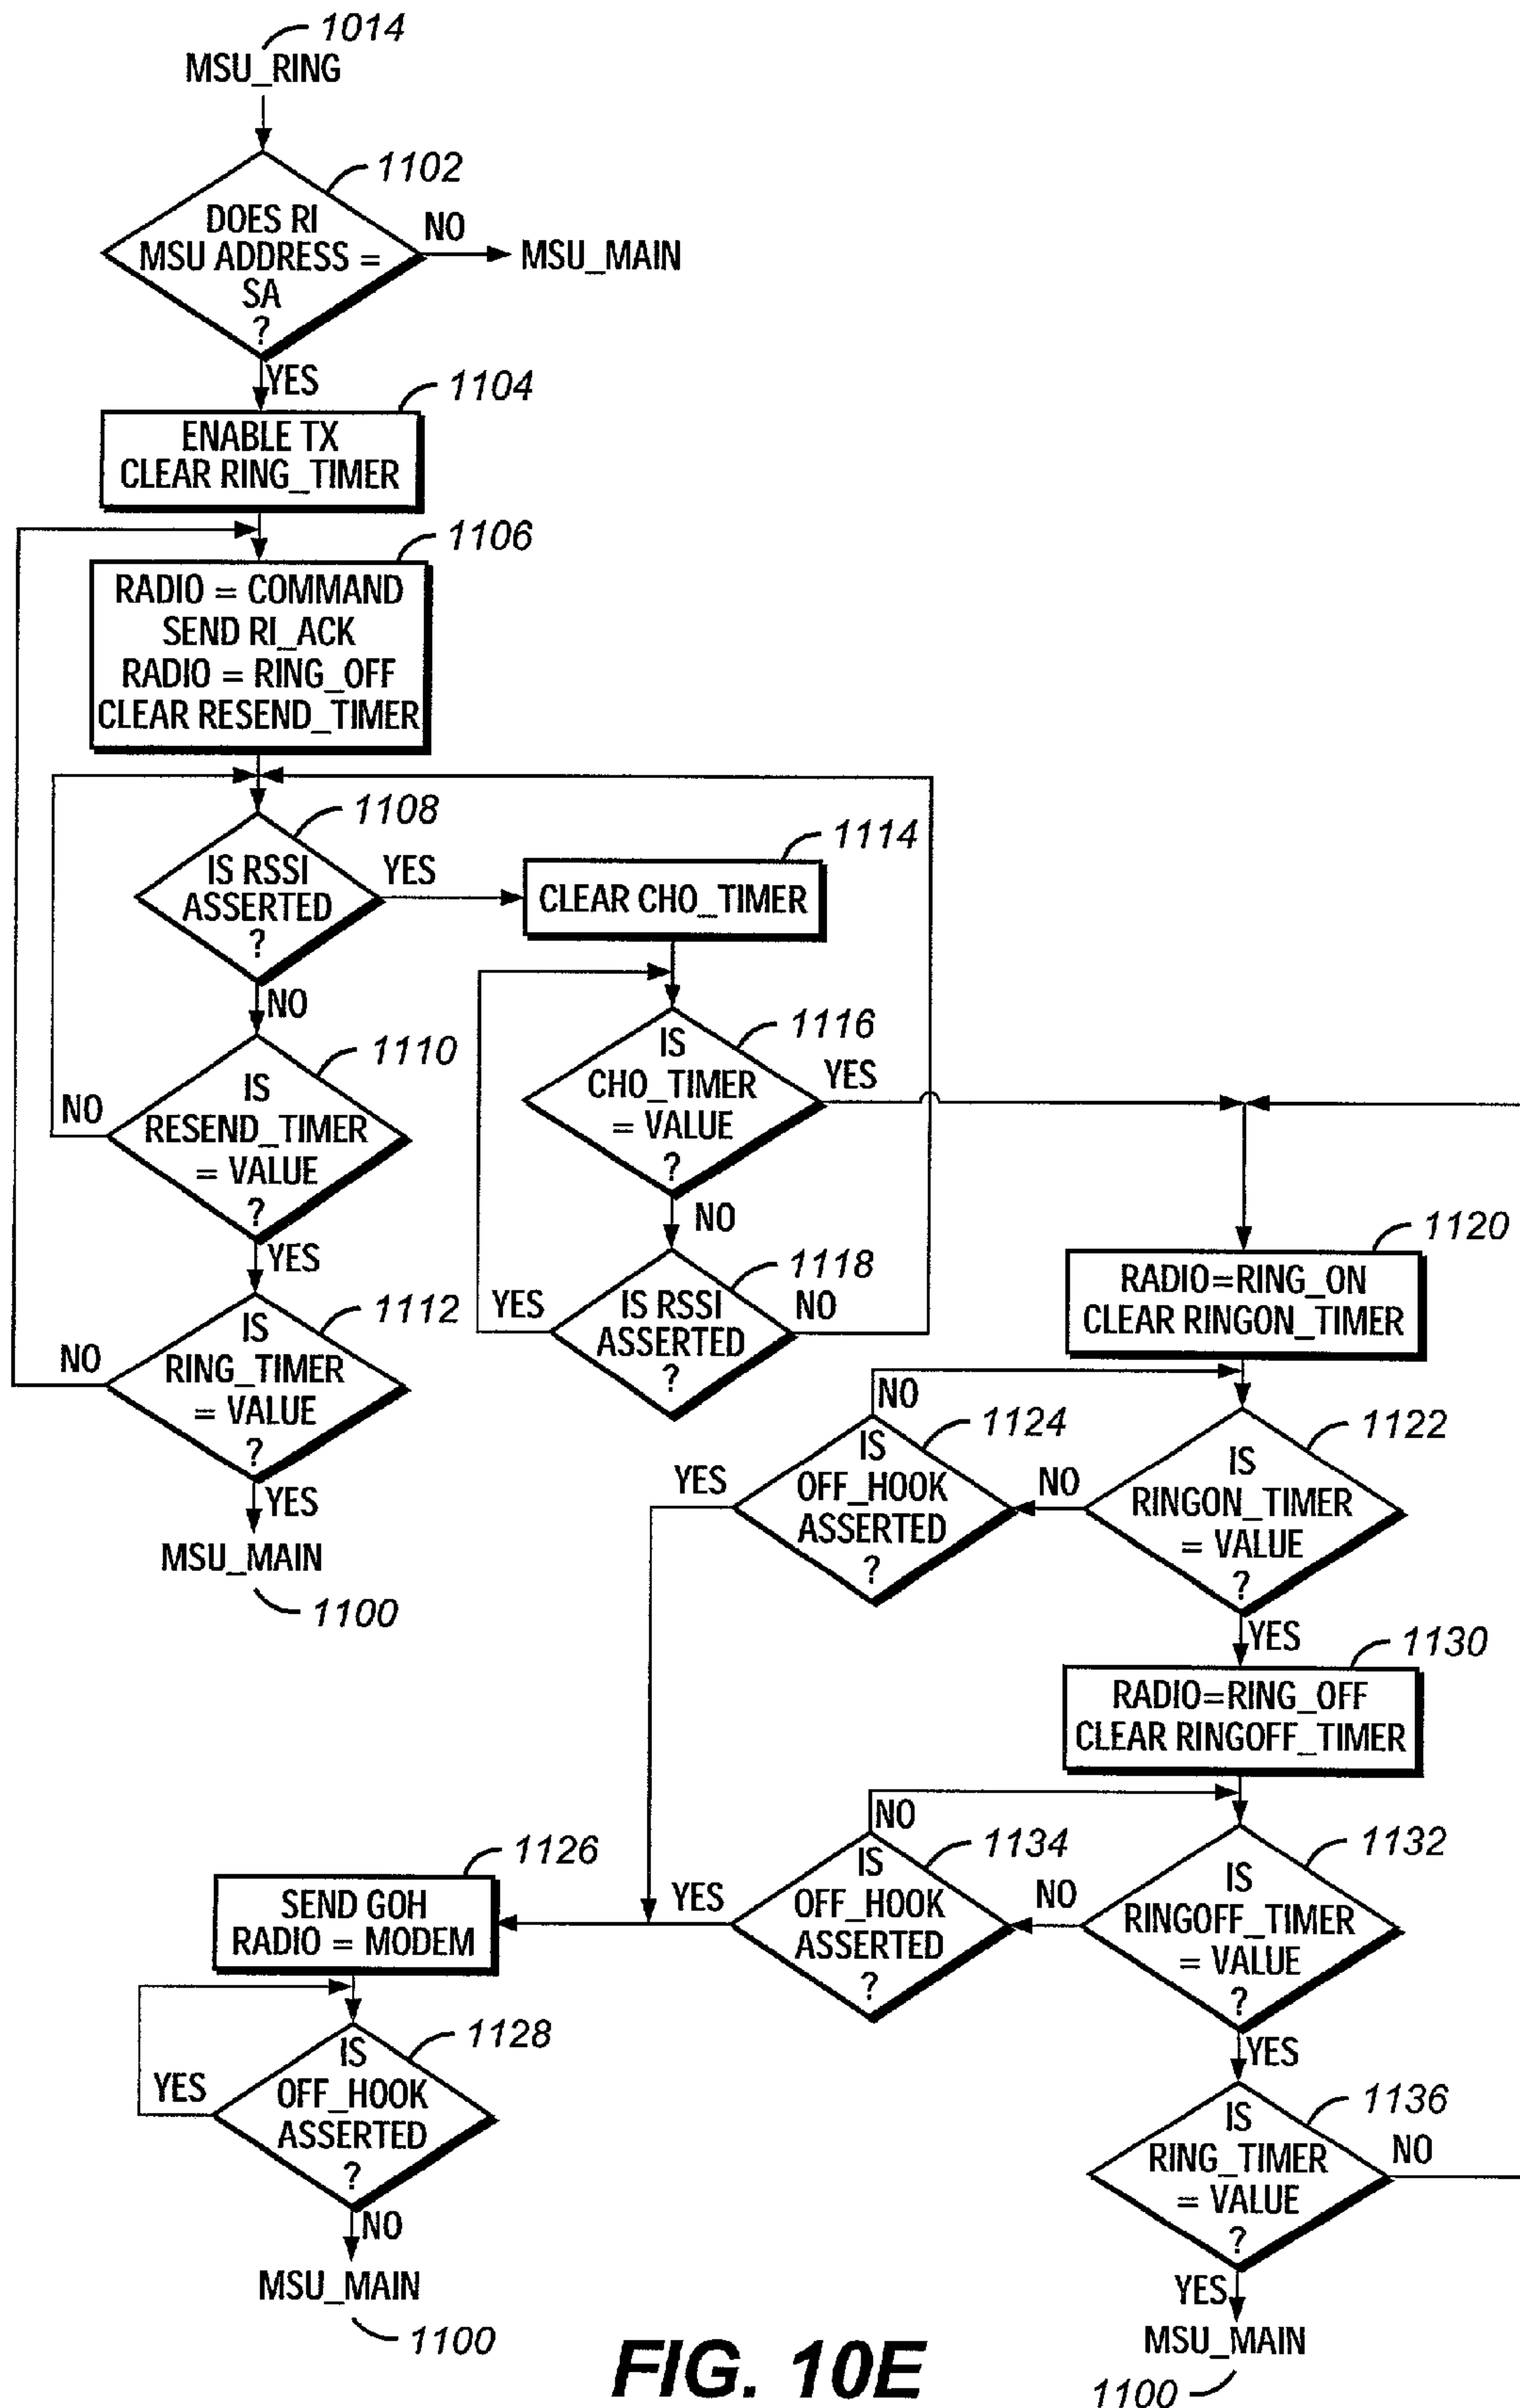 1014
MSU_RING
1102
DOES RI
MSU ADDRESS =
SA
?
NO
MSU_MAIN
YES
1104
ENABLE TX
CLEAR RING_TIMER
1106
RADIO = COMMAND
SEND RI_ACK
RADIO = RING_OFF
CLEAR RESEND_TIMER
1108
IS RSSI
ASSERTED
?
YES
NO
1110
IS
RESEND_TIMER
= VALUE
?
NO
YES
1112
IS
RING_TIMER
= VALUE
?
NO
YES
MSU_MAIN
1100
1114
CLEAR CHO_TIMER
1116
IS
CHO_TIMER
= VALUE
?
YES
NO
1118
IS RSSI
ASSERTED
?
YES
NO
1120
RADIO=RING_ON
CLEAR RINGON_TIMER
1122
IS
RINGON_TIMER
= VALUE
?
NO
YES
1124
IS
OFF_HOOK
ASSERTED
?
NO
YES
1130
RADIO=RING_OFF
CLEAR RINGOFF_TIMER
1132
IS
RINGOFF_TIMER
= VALUE
?
NO
YES
1134
IS
OFF_HOOK
ASSERTED
?
NO
YES
1126
SEND GOH
RADIO = MODEM
1128
IS
OFF_HOOK
ASSERTED
?
YES
NO
MSU_MAIN
1100
1136
IS
RING_TIMER
= VALUE
?
NO
YES
MSU_MAIN
1100
FIG. 10E